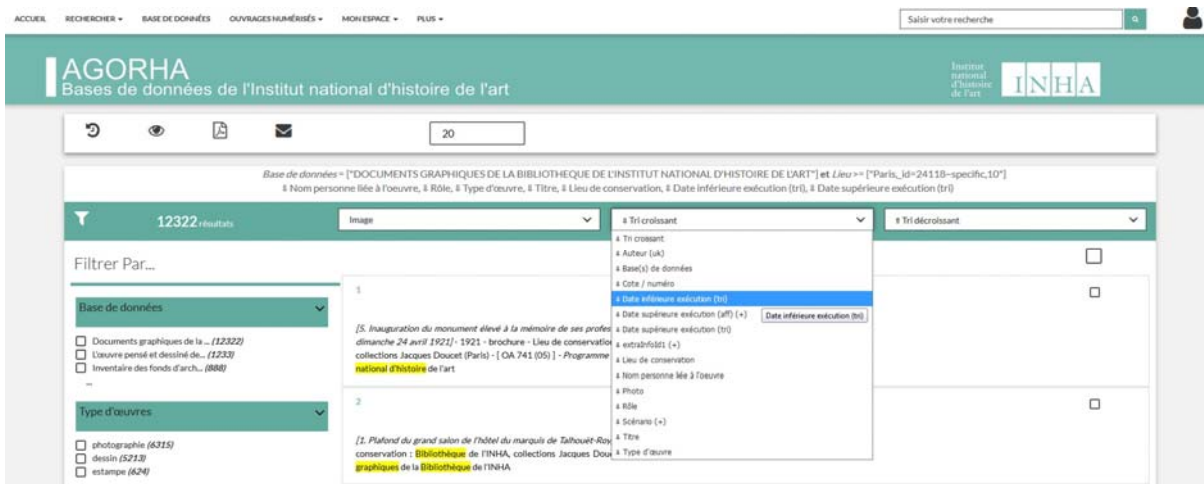 ACCUEIL RECHERCHER BASE DE DONNÉES OUVRAGES NUMÉRISÉS MON ESPACE PLUS Saisir votre recherche
AGORHA
Bases de données de l'Institut national d'histoire de l'art
Institut
national
d'histoire
de l'art
INHA
20
Base de données = ["DOCUMENTS GRAPHIQUES DE LA BIBLIOTHEQUE DE L'INSTITUT NATIONAL D'HISTOIRE DE L'ART"] et Lieu >= ["Paris,_id=24118~specific,10"]
⇟ Nom personne liée à l'oeuvre, ⇟ Rôle, ⇟ Type d'œuvre, ⇟ Titre, ⇟ Lieu de conservation, ⇟ Date inférieure exécution (tri), ⇟ Date supérieure exécution (tri)
12322 résultats
Image
⇟ Tri croissant
⇞ Tri décroissant
⇟ Tri croissant
⇟ Auteur (uk)
⇟ Base(s) de données
⇟ Cote / numéro
⇟ Date inférieure exécution (tri)
⇟ Date supérieure exécution (aff) (+)
Date inférieure exécution (tri)
⇟ Date supérieure exécution (tri)
⇟ extraInfoId1 (+)
⇟ Lieu de conservation
⇟ Nom personne liée à l'oeuvre
⇟ Photo
⇟ Rôle
⇟ Scénario (+)
⇟ Titre
⇟ Type d'œuvre
Filtrer Par...
Base de données
Documents graphiques de la ... (12322)
L'œuvre pensé et dessiné de... (1233)
Inventaire des fonds d'arch... (888)
...
Type d'œuvres
photographie (6315)
dessin (5213)
estampe (624)
1
[5. Inauguration du monument élevé à la mémoire de ses profes
dimanche 24 avril 1921] - 1921 - brochure - Lieu de conservatio
collections Jacques Doucet (Paris) - [ OA 741 (05) ] - Programme
national d'histoire de l'art
2
[1. Plafond du grand salon de l'hôtel du marquis de Talhouët-Roy
conservation : Bibliothèque de l'INHA, collections Jacques Dou
graphiques de la Bibliothèque de l'INHA